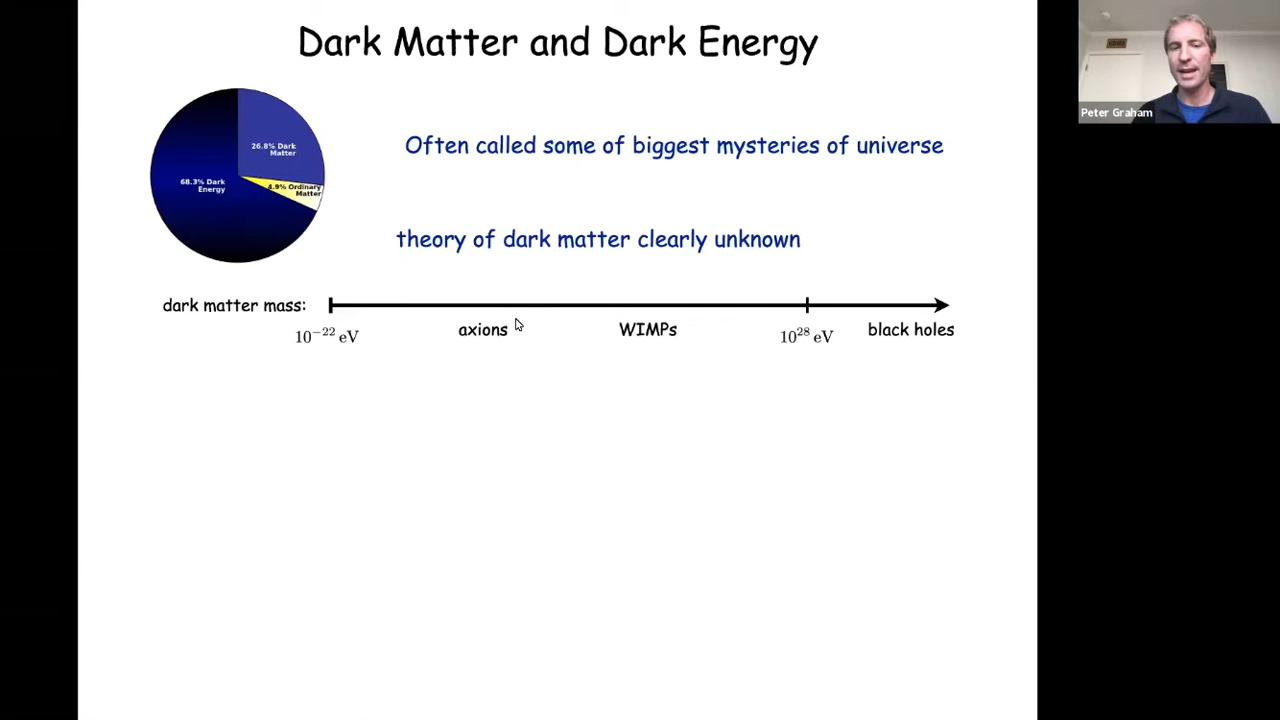 Dark Matter and Dark Energy
Peter Graham
26.8% Dark
Matter
68.3% Dark
Energy
4.9% Ordinary
Matter
Often called some of biggest mysteries of universe
theory of dark matter clearly unknown
dark matter mass:
10⁻²² eV
axions
WIMPs
10²⁸ eV
black holes